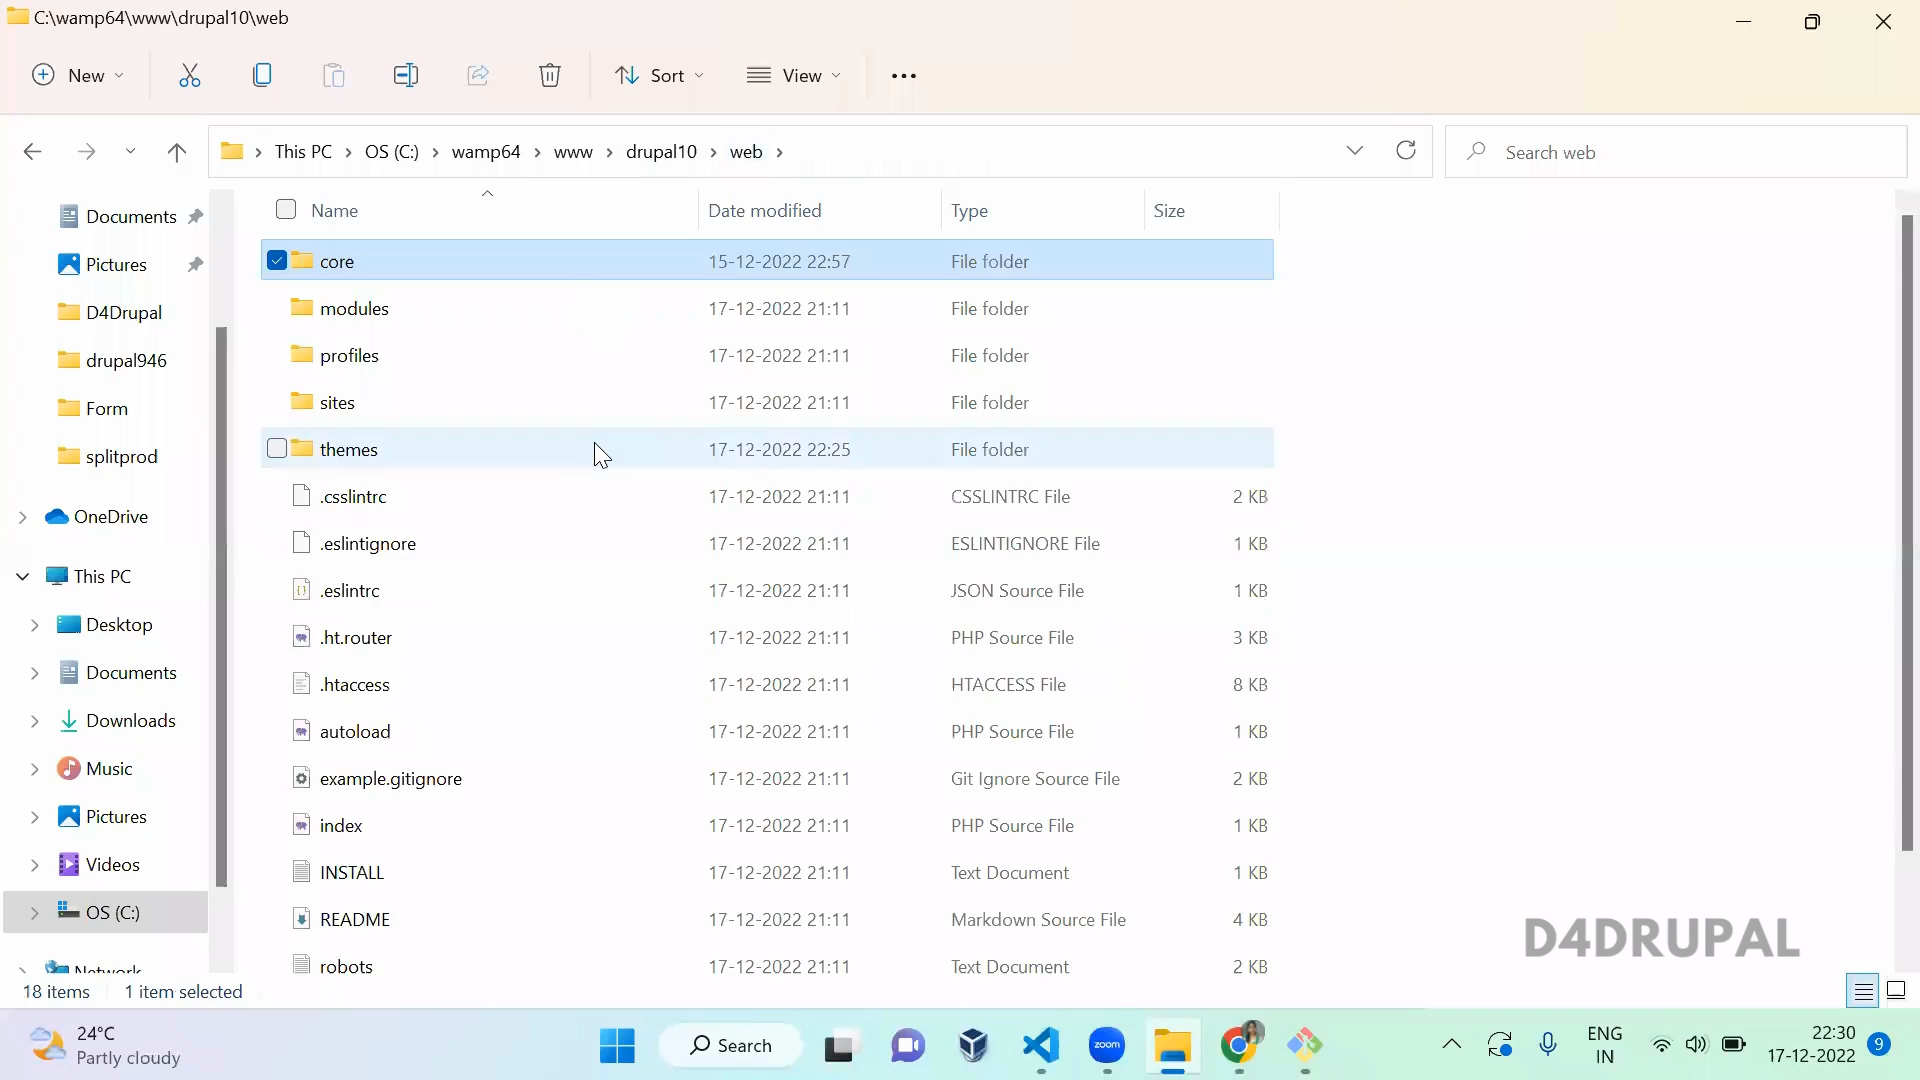 C:\wamp64\www\drupal10\web
New Sort View
This PC OS (C:) wamp64 www drupal10 web Search web
Documents
Pictures
D4Drupal
drupal946
Form
splitprod
OneDrive
This PC
Desktop
Documents
Downloads
Music
Pictures
Videos
OS (C:)
Network
Name Date modified Type Size
core 15-12-2022 22:57 File folder
modules 17-12-2022 21:11 File folder
profiles 17-12-2022 21:11 File folder
sites 17-12-2022 21:11 File folder
themes 17-12-2022 22:25 File folder
.csslintrc 17-12-2022 21:11 CSSLINTRC File 2 KB
.eslintignore 17-12-2022 21:11 ESLINTIGNORE File 1 KB
.eslintrc 17-12-2022 21:11 JSON Source File 1 KB
.ht.router 17-12-2022 21:11 PHP Source File 3 KB
.htaccess 17-12-2022 21:11 HTACCESS File 8 KB
autoload 17-12-2022 21:11 PHP Source File 1 KB
example.gitignore 17-12-2022 21:11 Git Ignore Source File 2 KB
index 17-12-2022 21:11 PHP Source File 1 KB
INSTALL 17-12-2022 21:11 Text Document 1 KB
README 17-12-2022 21:11 Markdown Source File 4 KB
robots 17-12-2022 21:11 Text Document 2 KB
D4DRUPAL
18 items 1 item selected
24°C
Partly cloudy
Search
zoom
ENG
IN
22:30
17-12-2022
9